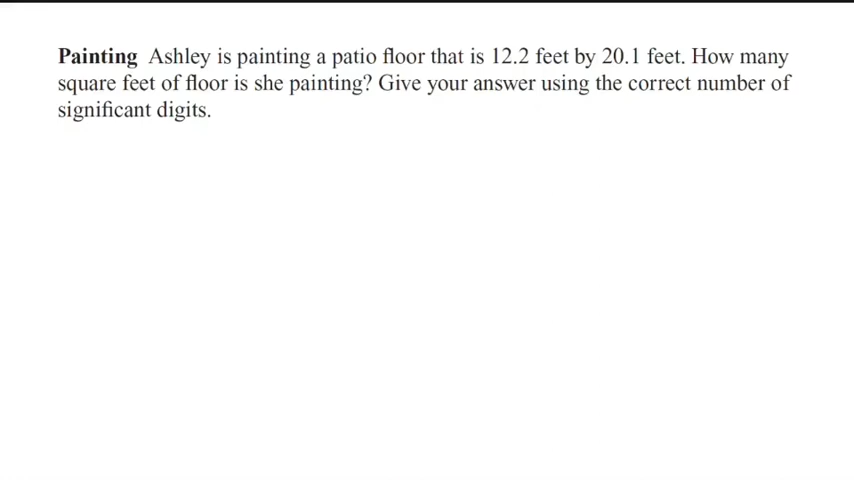 Painting Ashley is painting a patio floor that is 12.2 feet by 20.1 feet. How many
square feet of floor is she painting? Give your answer using the correct number of
significant digits.